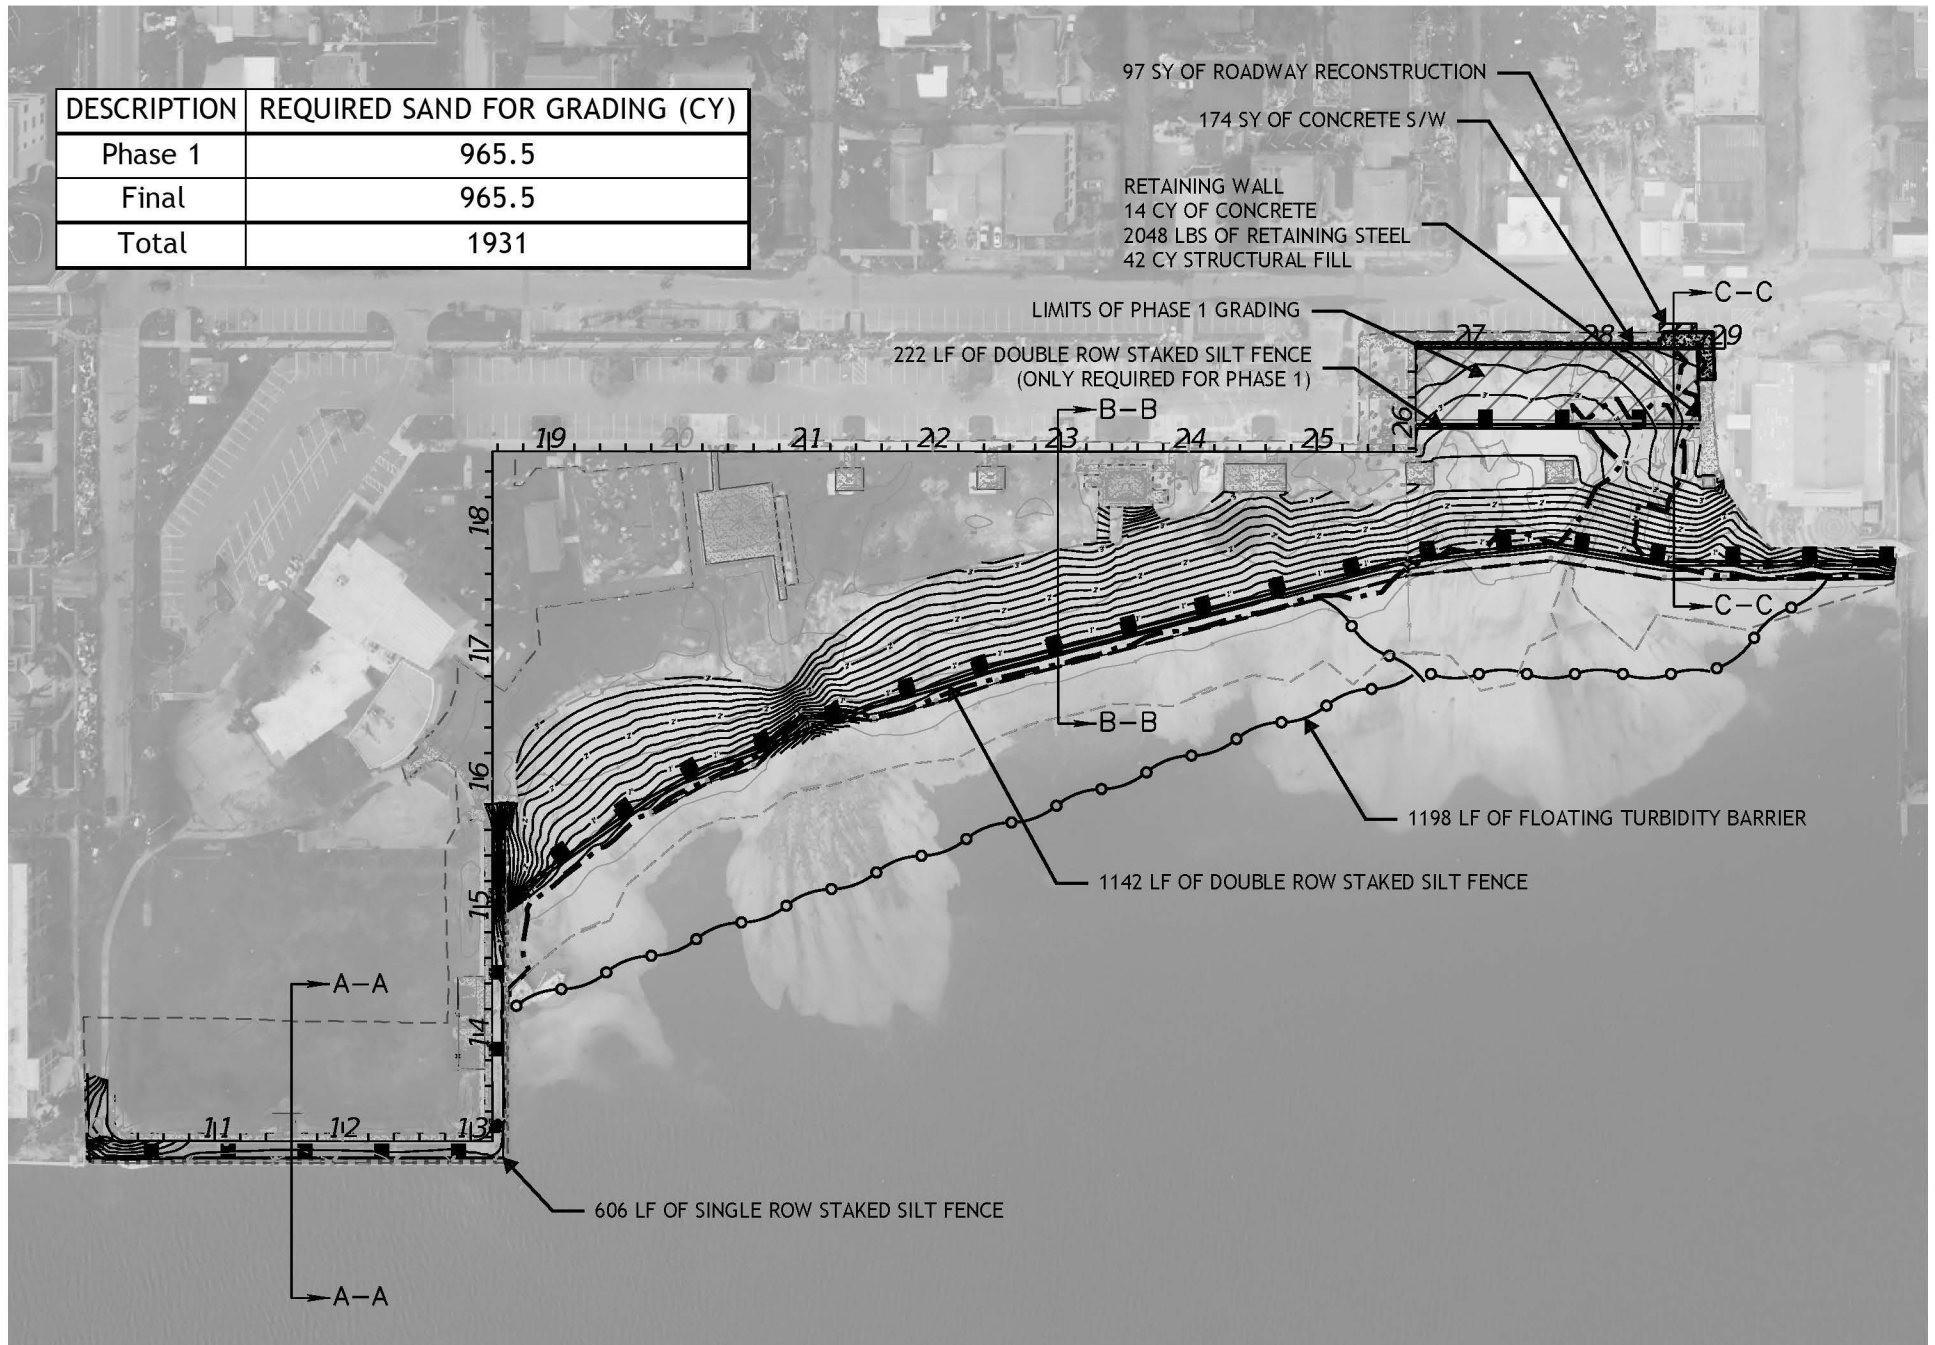 DESCRIPTION REQUIRED SAND FOR GRADING (CY)
Phase 1 965.5
Final 965.5
Total 1931
97 SY OF ROADWAY RECONSTRUCTION
174 SY OF CONCRETE S/W
RETAINING WALL
14 CY OF CONCRETE
2048 LBS OF RETAINING STEEL
42 CY STRUCTURAL FILL
C-C
LIMITS OF PHASE 1 GRADING
27 28 29
222 LF OF DOUBLE ROW STAKED SILT FENCE
(ONLY REQUIRED FOR PHASE 1)
B-B
26
19 20 21 22 23 24 25
18
C-C
17
B-B
16
1198 LF OF FLOATING TURBIDITY BARRIER
1142 LF OF DOUBLE ROW STAKED SILT FENCE
15
A-A
14
11 12 13
606 LF OF SINGLE ROW STAKED SILT FENCE
A-A